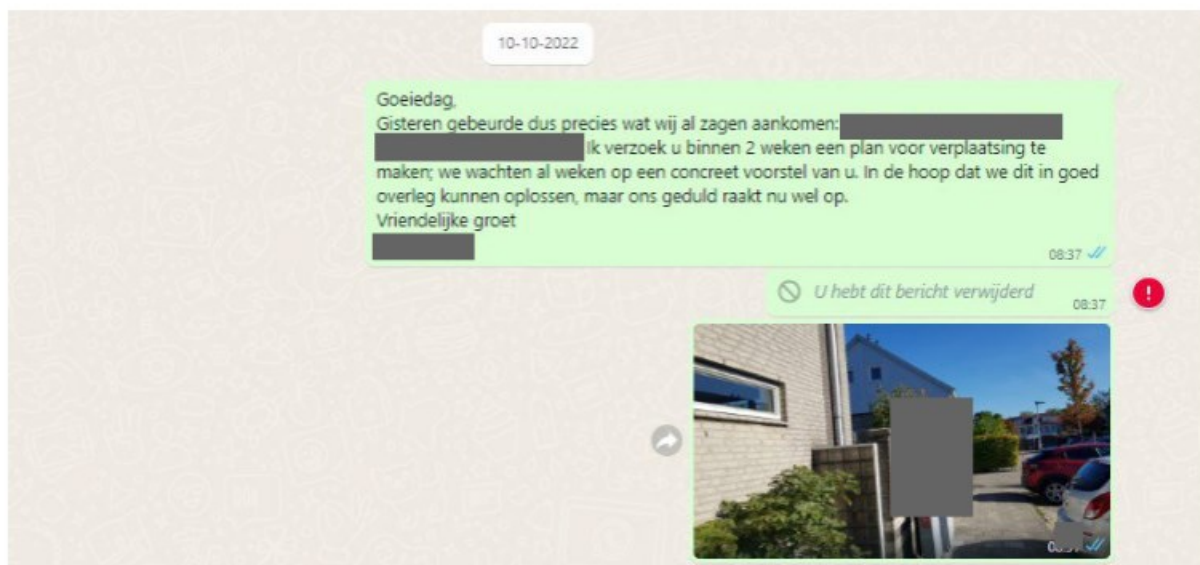 10-10-2022
Goeiedag,
Gisteren gebeurde dus precies wat wij al zagen aankomen:
Ik verzoek u binnen 2 weken een plan voor verplaatsing te
maken; we wachten al weken op een concreet voorstel van u. In de hoop dat we dit in goed
overleg kunnen oplossen, maar ons geduld raakt nu wel op.
Vriendelijke groet
08:37
U hebt dit bericht verwijderd
08:37